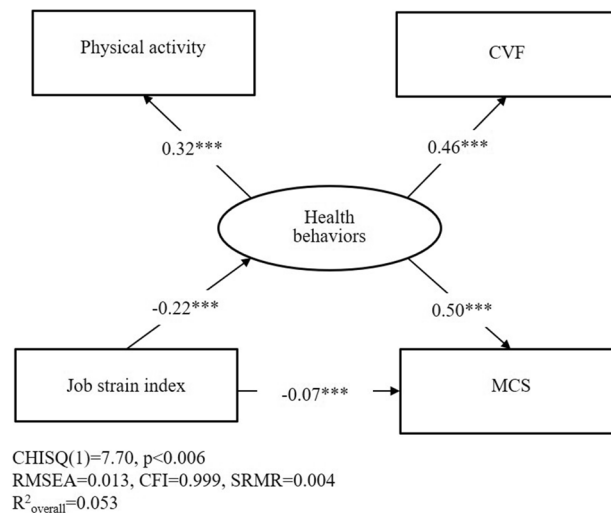 Physical activity
CVF
0.32***
0.46***
Health
behaviors
-0.22***
0.50***
Job strain index
-0.07***
MCS
CHISQ(1)=7.70, p<0.006
RMSEA=0.013, CFI=0.999, SRMR=0.004
R²overall=0.053